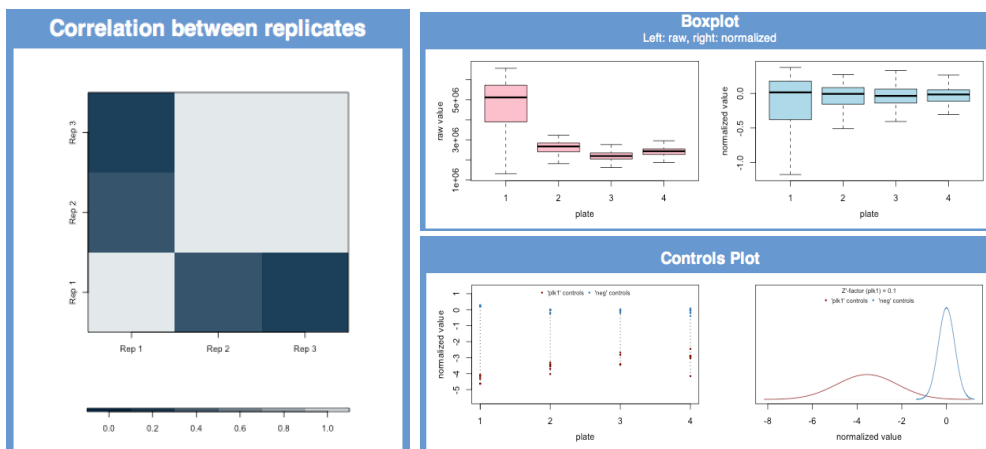 Correlation between replicates
Rep 3
Rep 2
Rep 1
Rep 1 Rep 2 Rep 3
0.0 0.2 0.4 0.6 0.8 1.0
Boxplot
Left: raw, right: normalized
raw value
5e+06
3e+06
1e+06
1 2 3 4
plate
normalized value
0.0
-0.5
-1.0
1 2 3 4
plate
Controls Plot
'plk1' controls 'neg' controls
normalized value
1
0
-1
-2
-3
-4
-5
1 2 3 4
plate
Z'-factor (plk1) = 0.1
'plk1' controls 'neg' controls
-8 -6 -4 -2 0
normalized value